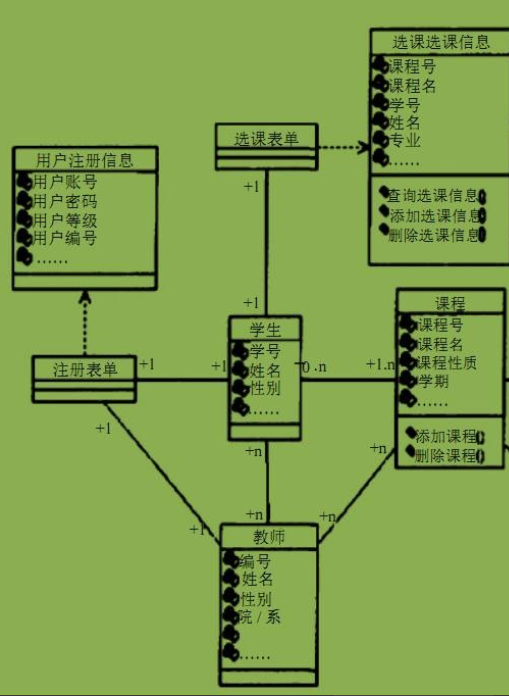 选课选课信息
课程号
课程名
学号
姓名
专业
……
查询选课信息()
添加选课信息()
删除选课信息()
选课表单
用户注册信息
用户账号
用户密码
用户等级
用户编号
……
+1
+1
学生
学号
姓名
性别
……
课程
课程号
课程名
课程性质
学期
……
添加课程()
删除课程()
注册表单
+1
+1
0 .n
+1.n
+1
+n
+n
+n
+1
+n
教师
编号
姓名
性别
院 / 系
……